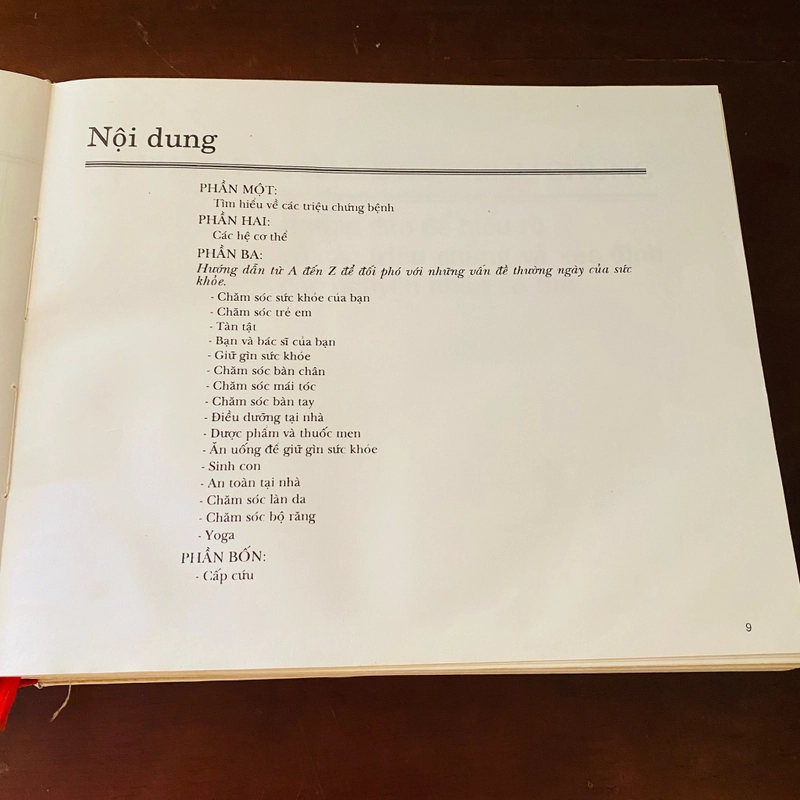 Nội dung
PHẦN MỘT:
Tìm hiểu về các triệu chứng bệnh
PHẦN HAI:
Các hệ cơ thể
PHẦN BA:
Hướng dẫn từ A đến Z để đối phó với những vấn đề thường ngày của sức
khỏe.
- Chăm sóc sức khỏe của bạn
- Chăm sóc trẻ em
- Tàn tật
- Bạn và bác sĩ của bạn
- Giữ gìn sức khỏe
- Chăm sóc bàn chân
- Chăm sóc mái tóc
- Chăm sóc bàn tay
- Điều dưỡng tại nhà
- Dược phẩm và thuốc men
- Ăn uống để giữ gìn sức khỏe
- Sinh con
- An toàn tại nhà
- Chăm sóc làn da
- Chăm sóc bộ răng
- Yoga
PHẦN BỐN:
- Cấp cứu
9